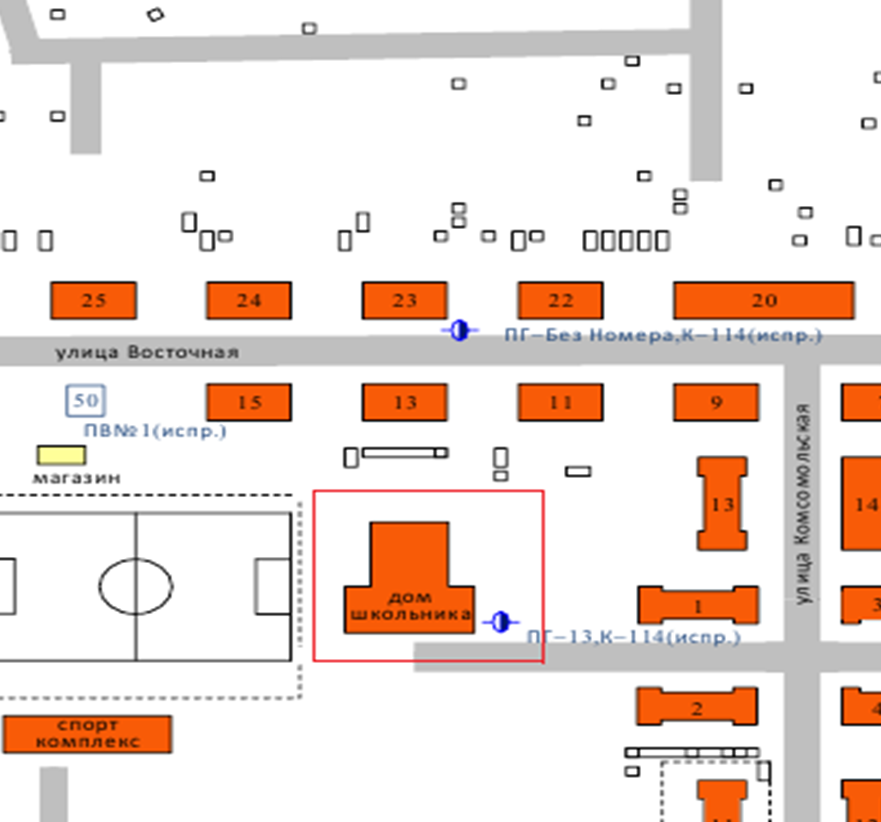 25 24 23 22 20
ПГ-Без Номера,К-114(испр.)
улица Восточная
50 15 13 11 9
ПВ№1(испр.)
магазин
13 14
улица Комсомольская
дом
школьника
1 3
ПГ-13,К-114(испр.)
2 4
спорт
комплекс